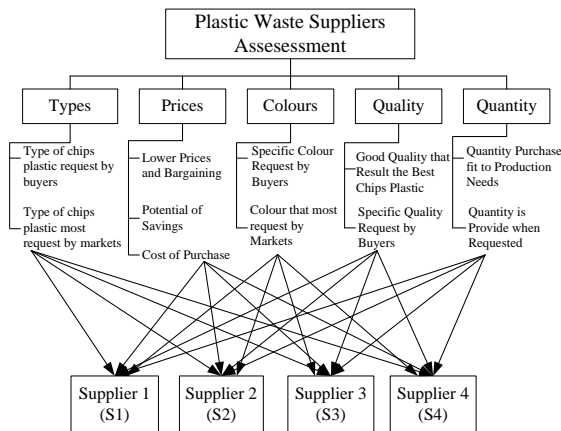 Plastic Waste Suppliers
Assesessment
Types
Prices
Colours
Quality
Quantity
Type of chips
plastic request by
buyers
Type of chips
plastic most
request by markets
Lower Prices
and Bargaining
Potential of
Savings
Cost of Purchase
Specific Colour
Request by
Buyers
Colour that most
request by
Markets
Good Quality that
Result the Best
Chips Plastic
Specific Quality
Request by
Buyers
Quantity Purchase
fit to Production
Needs
Quantity is
Provide when
Requested
Supplier 1
(S1)
Supplier 2
(S2)
Supplier 3
(S3)
Supplier 4
(S4)